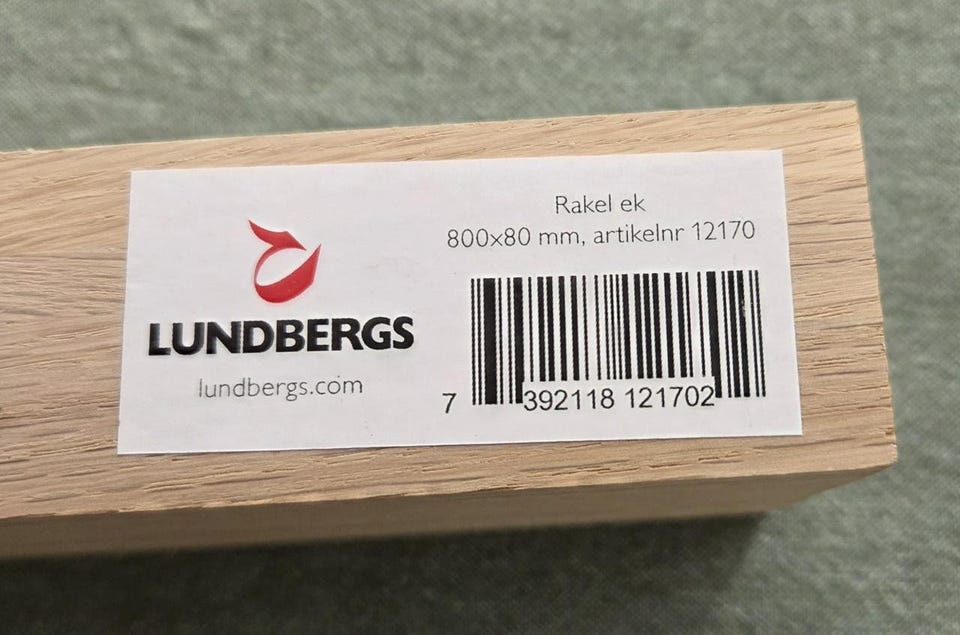 LUNDBERGS
lundbergs.com
Rakel ek
800x80 mm, artikelnr 12170
7 392118 121702